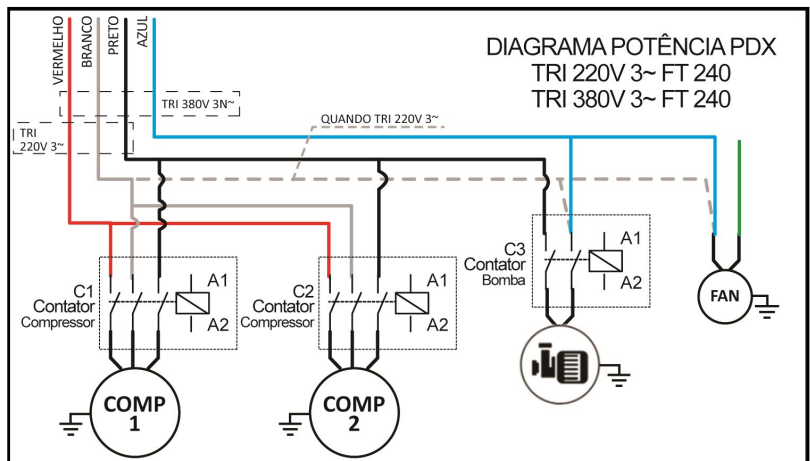 VERMELHO
BRANCO
PRETO
AZUL
DIAGRAMA POTÊNCIA PDX
TRI 220V 3~ FT 240
TRI 380V 3~ FT 240
TRI 380V 3N~
TRI
220V 3~
QUANDO TRI 220V 3~
C1
Contator
Compressor
A1
A2
C2
Contator
Compressor
A1
A2
C3
Contator
Bomba
A1
A2
FAN
COMP
1
COMP
2